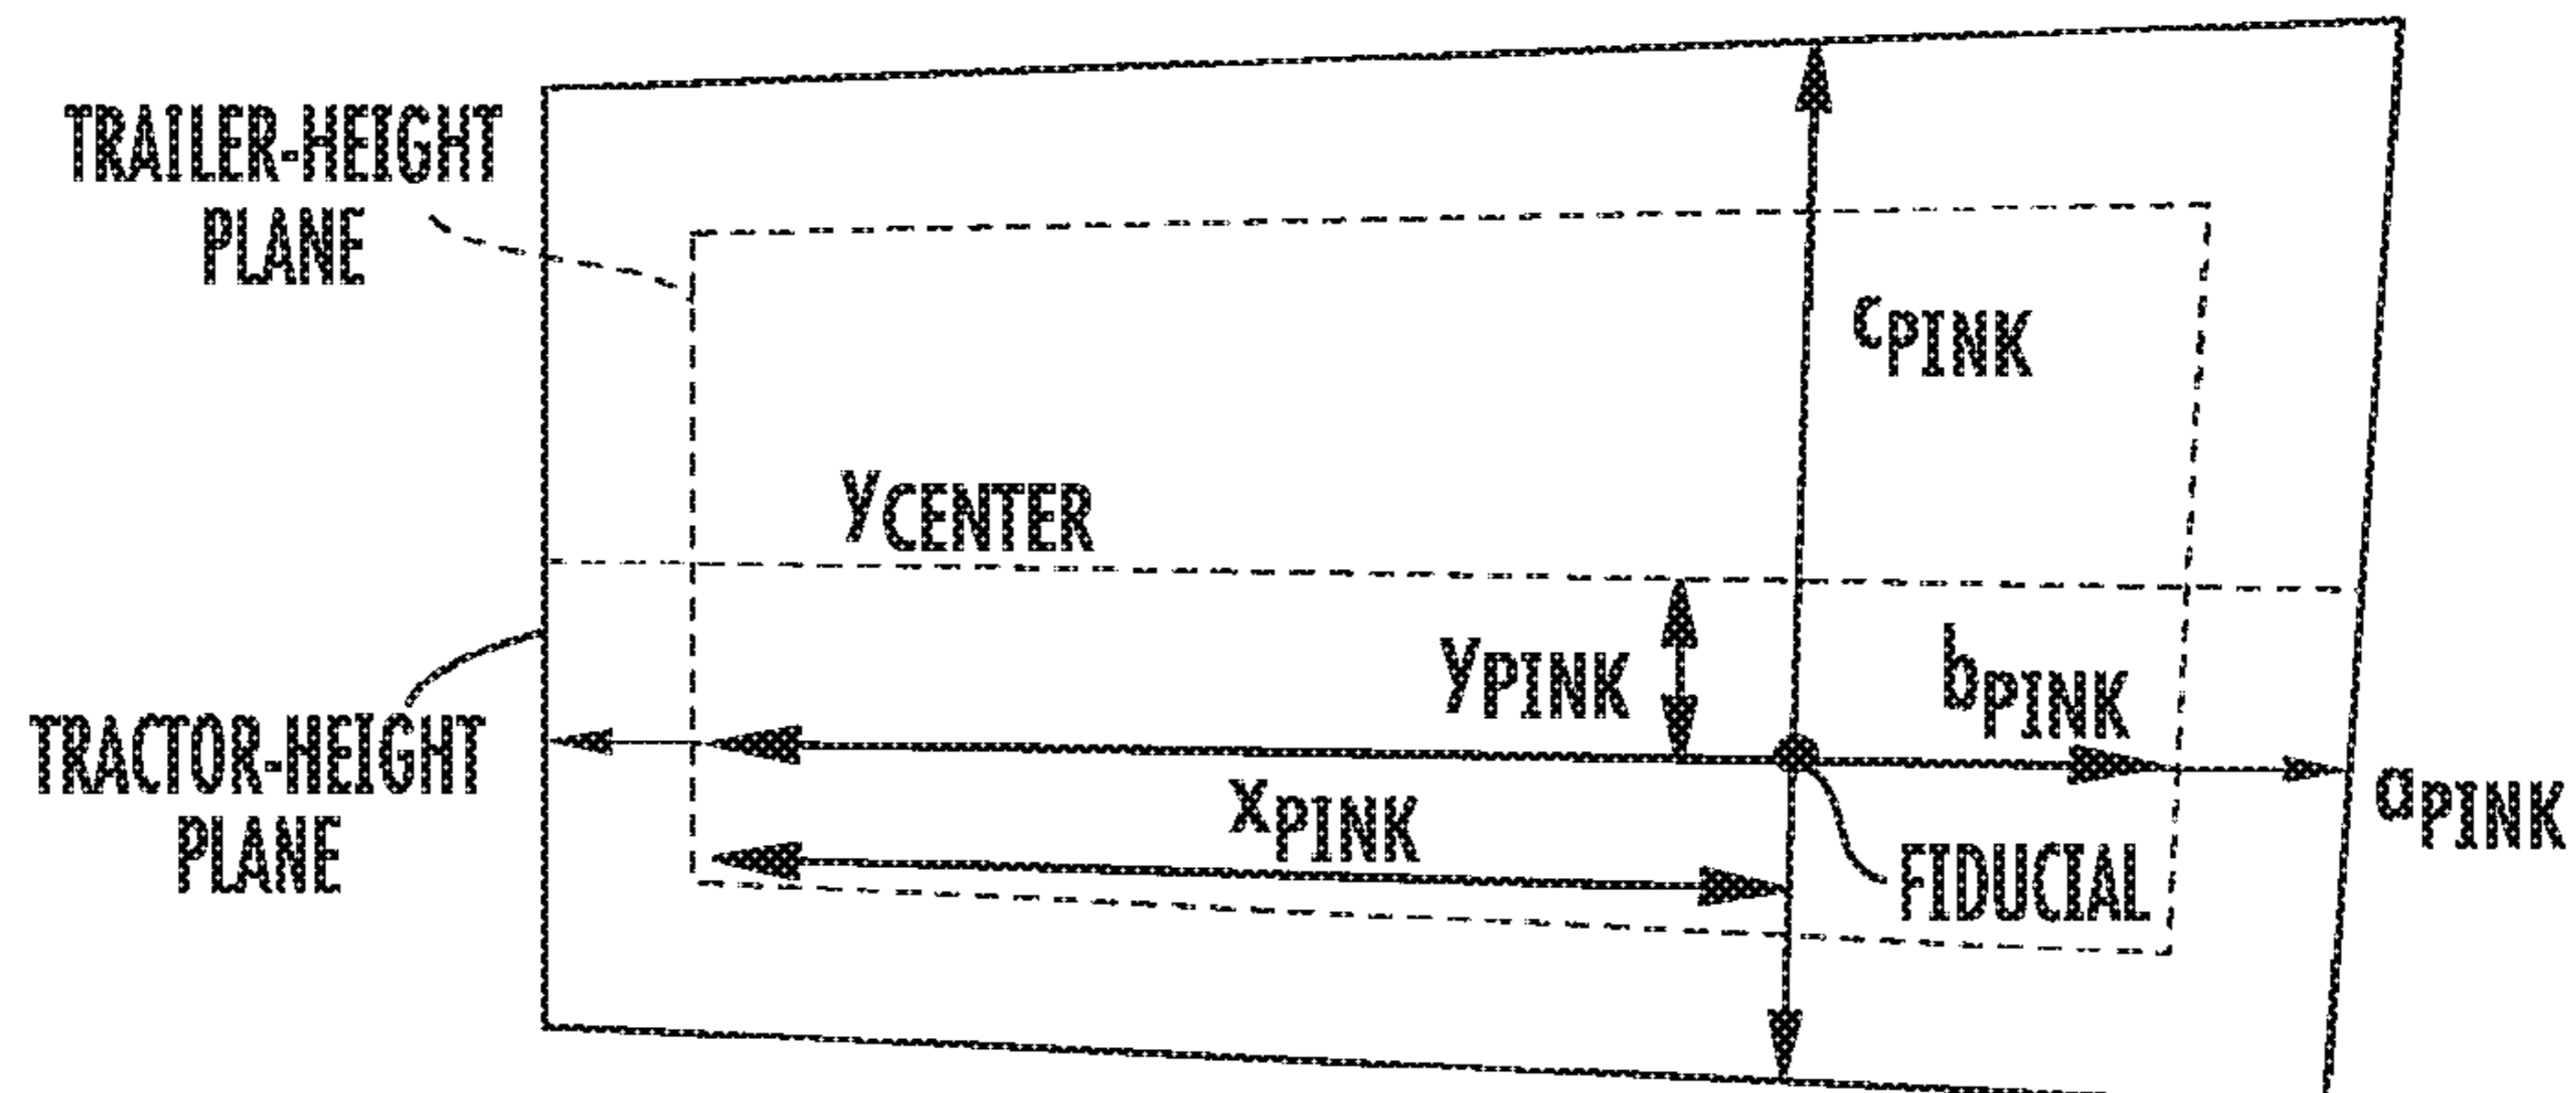 TRAILER-HEIGHT
PLANE
cPINK
yCENTER
yPINK
bPINK
TRACTOR-HEIGHT
PLANE
xPINK
aPINK
FIDUCIAL